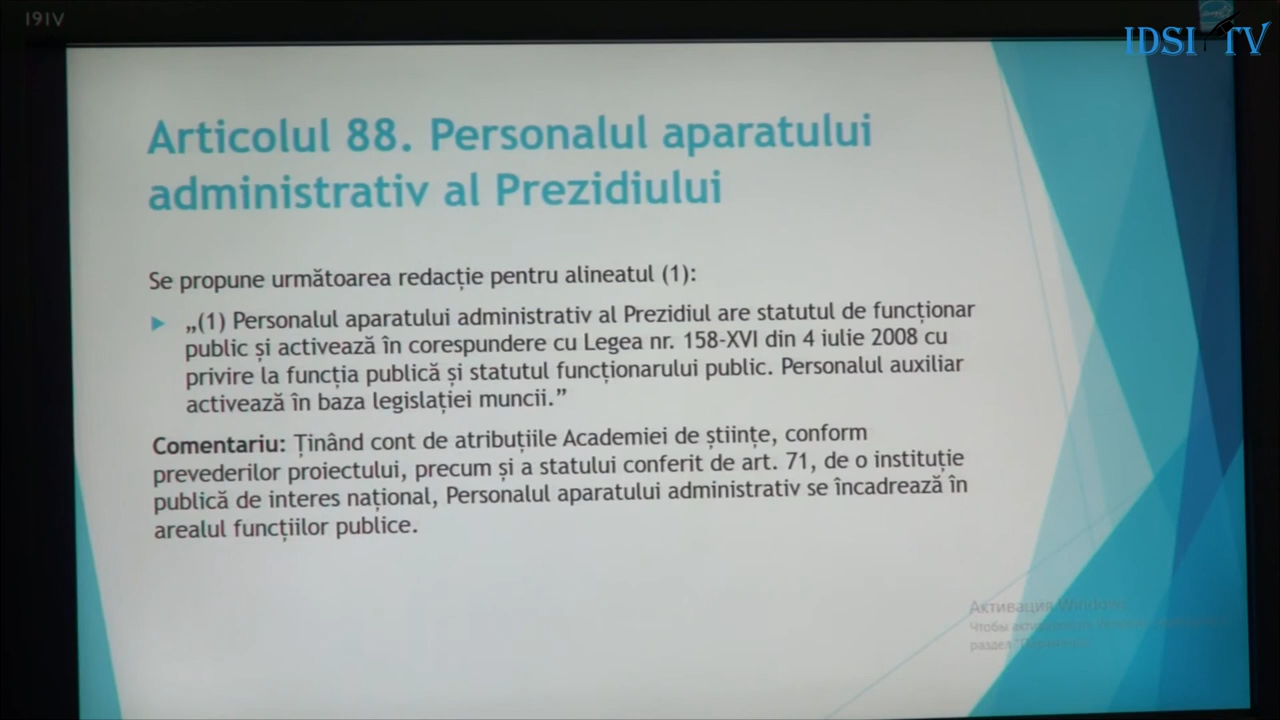 IDSI TV
Articolul 88. Personalul aparatului
administrativ al Prezidiului
Se propune următoarea redacție pentru alineatul (1):
„(1) Personalul aparatului administrativ al Prezidiul are statutul de funcționar
public și activează în corespundere cu Legea nr. 158-XVI din 4 iulie 2008 cu
privire la funcția publică și statutul funcționarului public. Personalul auxiliar
activează în baza legislației muncii.”
Comentariu: Ținând cont de atribuțiile Academiei de științe, conform
prevederilor proiectului, precum și a statului conferit de art. 71, de o instituție
publică de interes național, Personalul aparatului administrativ se încadrează în
arealul funcțiilor publice.
Активация Windows
Чтобы
раздел